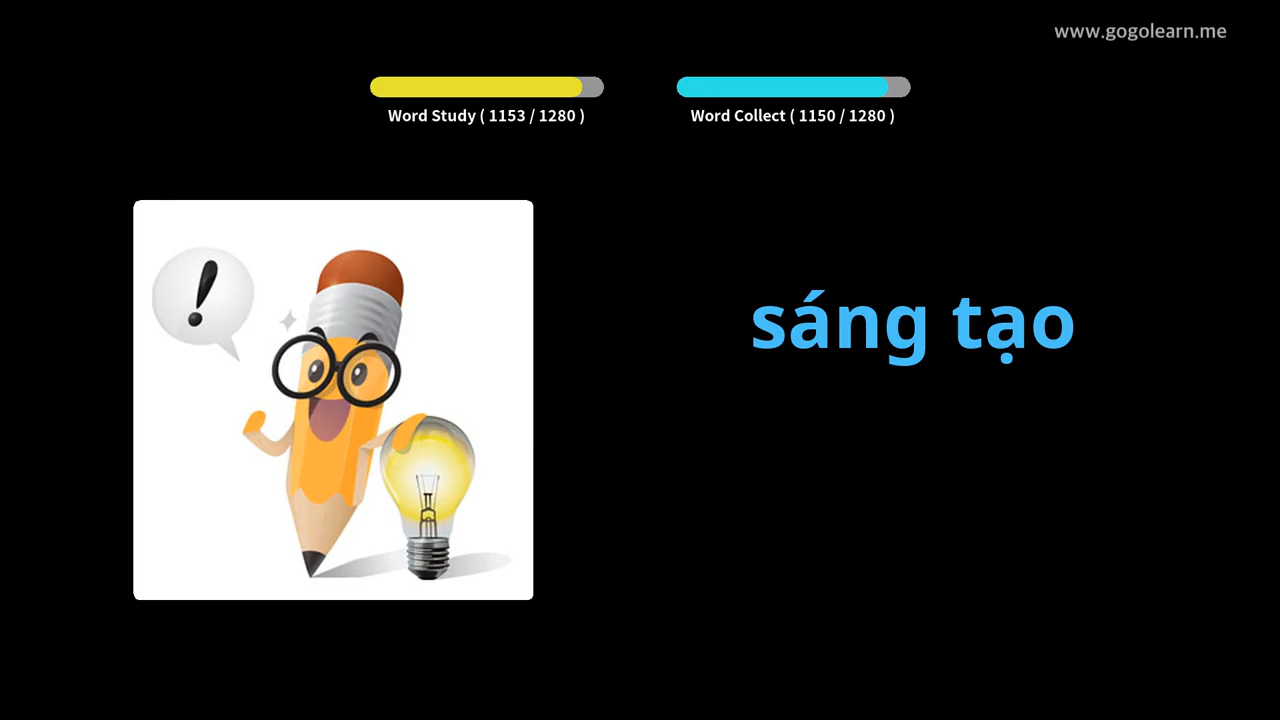 www.gogolearn.me
Word Study ( 1153 / 1280 )
Word Collect ( 1150 / 1280 )
!
sáng tạo